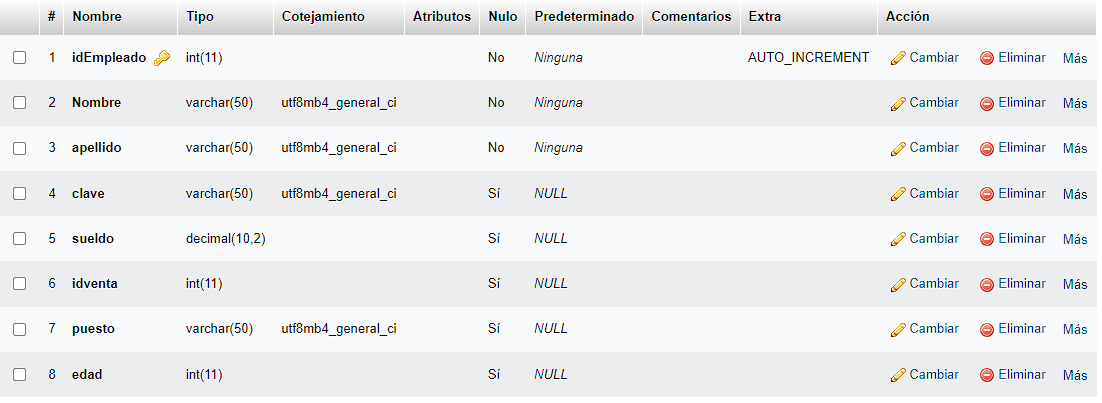 # Nombre Tipo Cotejamiento Atributos Nulo Predeterminado Comentarios Extra Acción
1 idEmpleado int(11) No Ninguna AUTO_INCREMENT Cambiar Eliminar Más
2 Nombre varchar(50) utf8mb4_general_ci No Ninguna Cambiar Eliminar Más
3 apellido varchar(50) utf8mb4_general_ci No Ninguna Cambiar Eliminar Más
4 clave varchar(50) utf8mb4_general_ci Sí NULL Cambiar Eliminar Más
5 sueldo decimal(10,2) Sí NULL Cambiar Eliminar Más
6 idventa int(11) Sí NULL Cambiar Eliminar Más
7 puesto varchar(50) utf8mb4_general_ci Sí NULL Cambiar Eliminar Más
8 edad int(11) Sí NULL Cambiar Eliminar Más